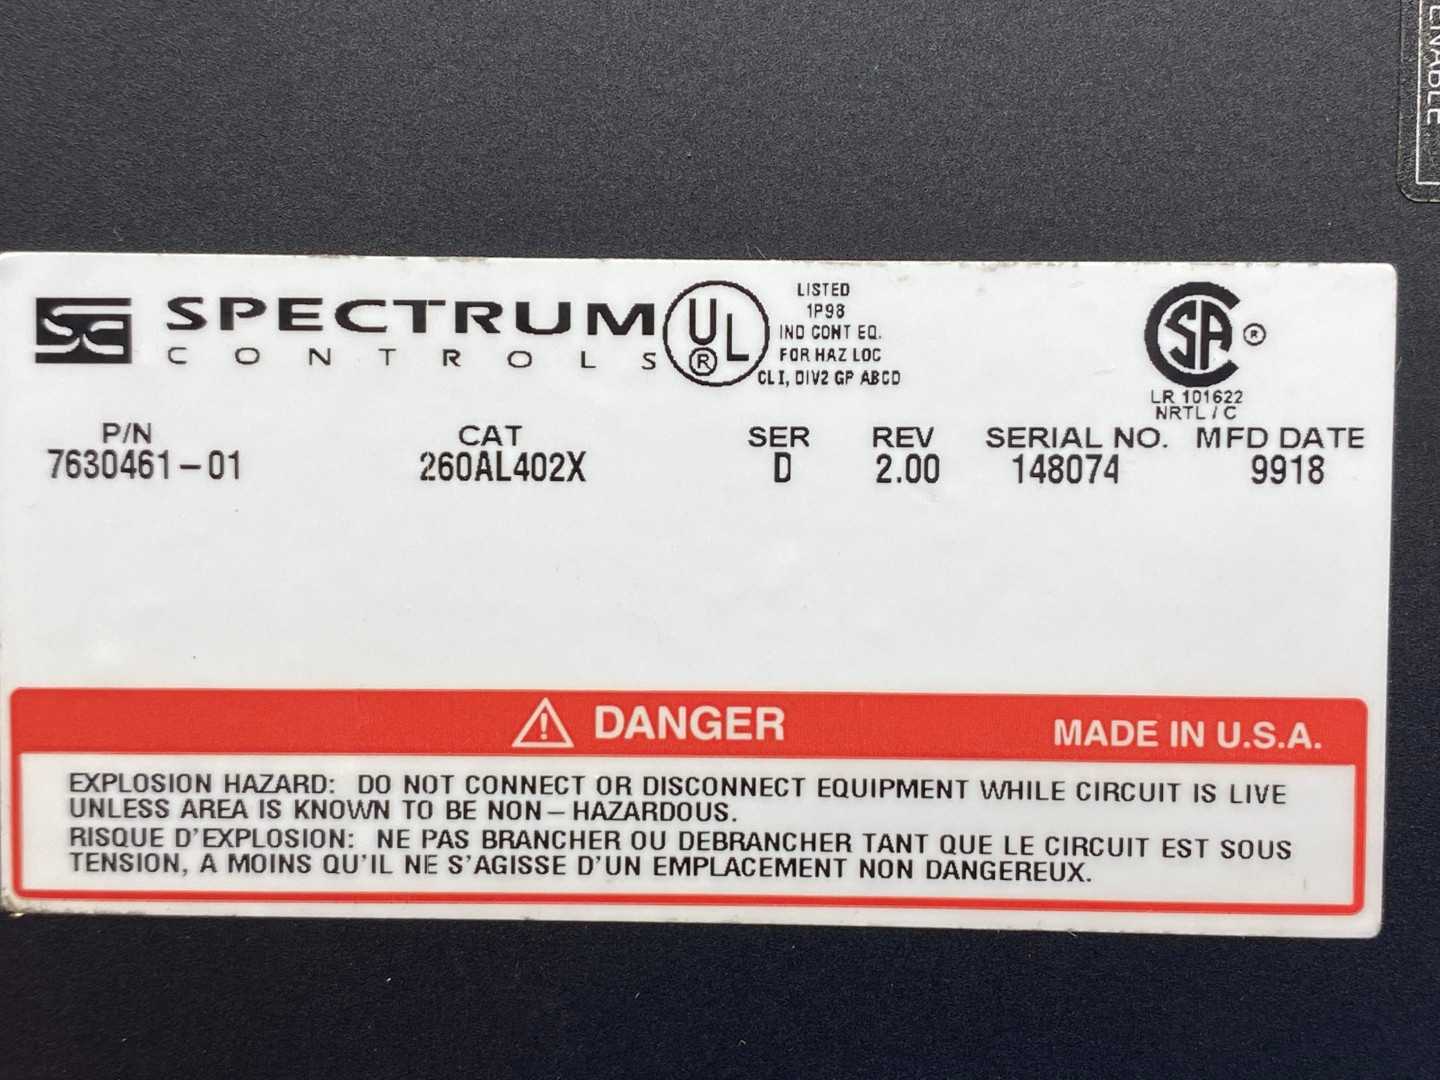 ENABLE
SC SPECTRUM
CONTROLS
UL ®
LISTED
1P98
IND CONT EQ.
FOR HAZ LOC
CL I, DIV2 GP ABCD
SA ®
LR 101622
NRTL / C
P/N CAT SER REV SERIAL NO. MFD DATE
7630461-01 260AL402X D 2.00 148074 9918
! DANGER MADE IN U.S.A.
EXPLOSION HAZARD: DO NOT CONNECT OR DISCONNECT EQUIPMENT WHILE CIRCUIT IS LIVE
UNLESS AREA IS KNOWN TO BE NON-HAZARDOUS.
RISQUE D'EXPLOSION: NE PAS BRANCHER OU DEBRANCHER TANT QUE LE CIRCUIT EST SOUS
TENSION, A MOINS QU'IL NE S'AGISSE D'UN EMPLACEMENT NON DANGEREUX.